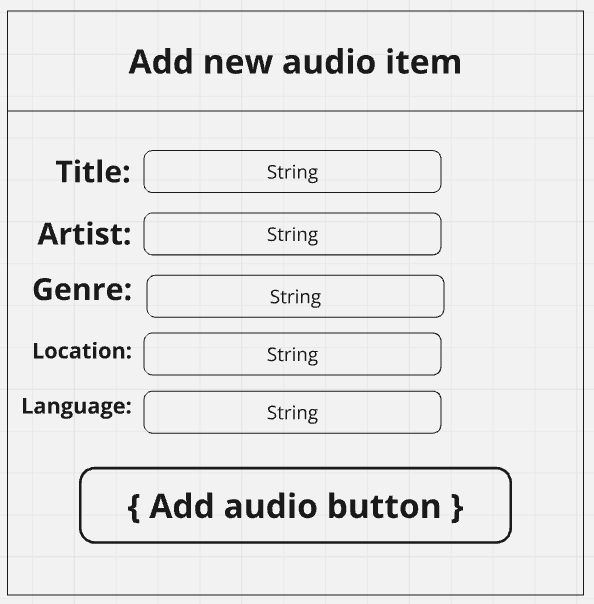 Add new audio item
Title: String
Artist: String
Genre: String
Location: String
Language: String
{ Add audio button }